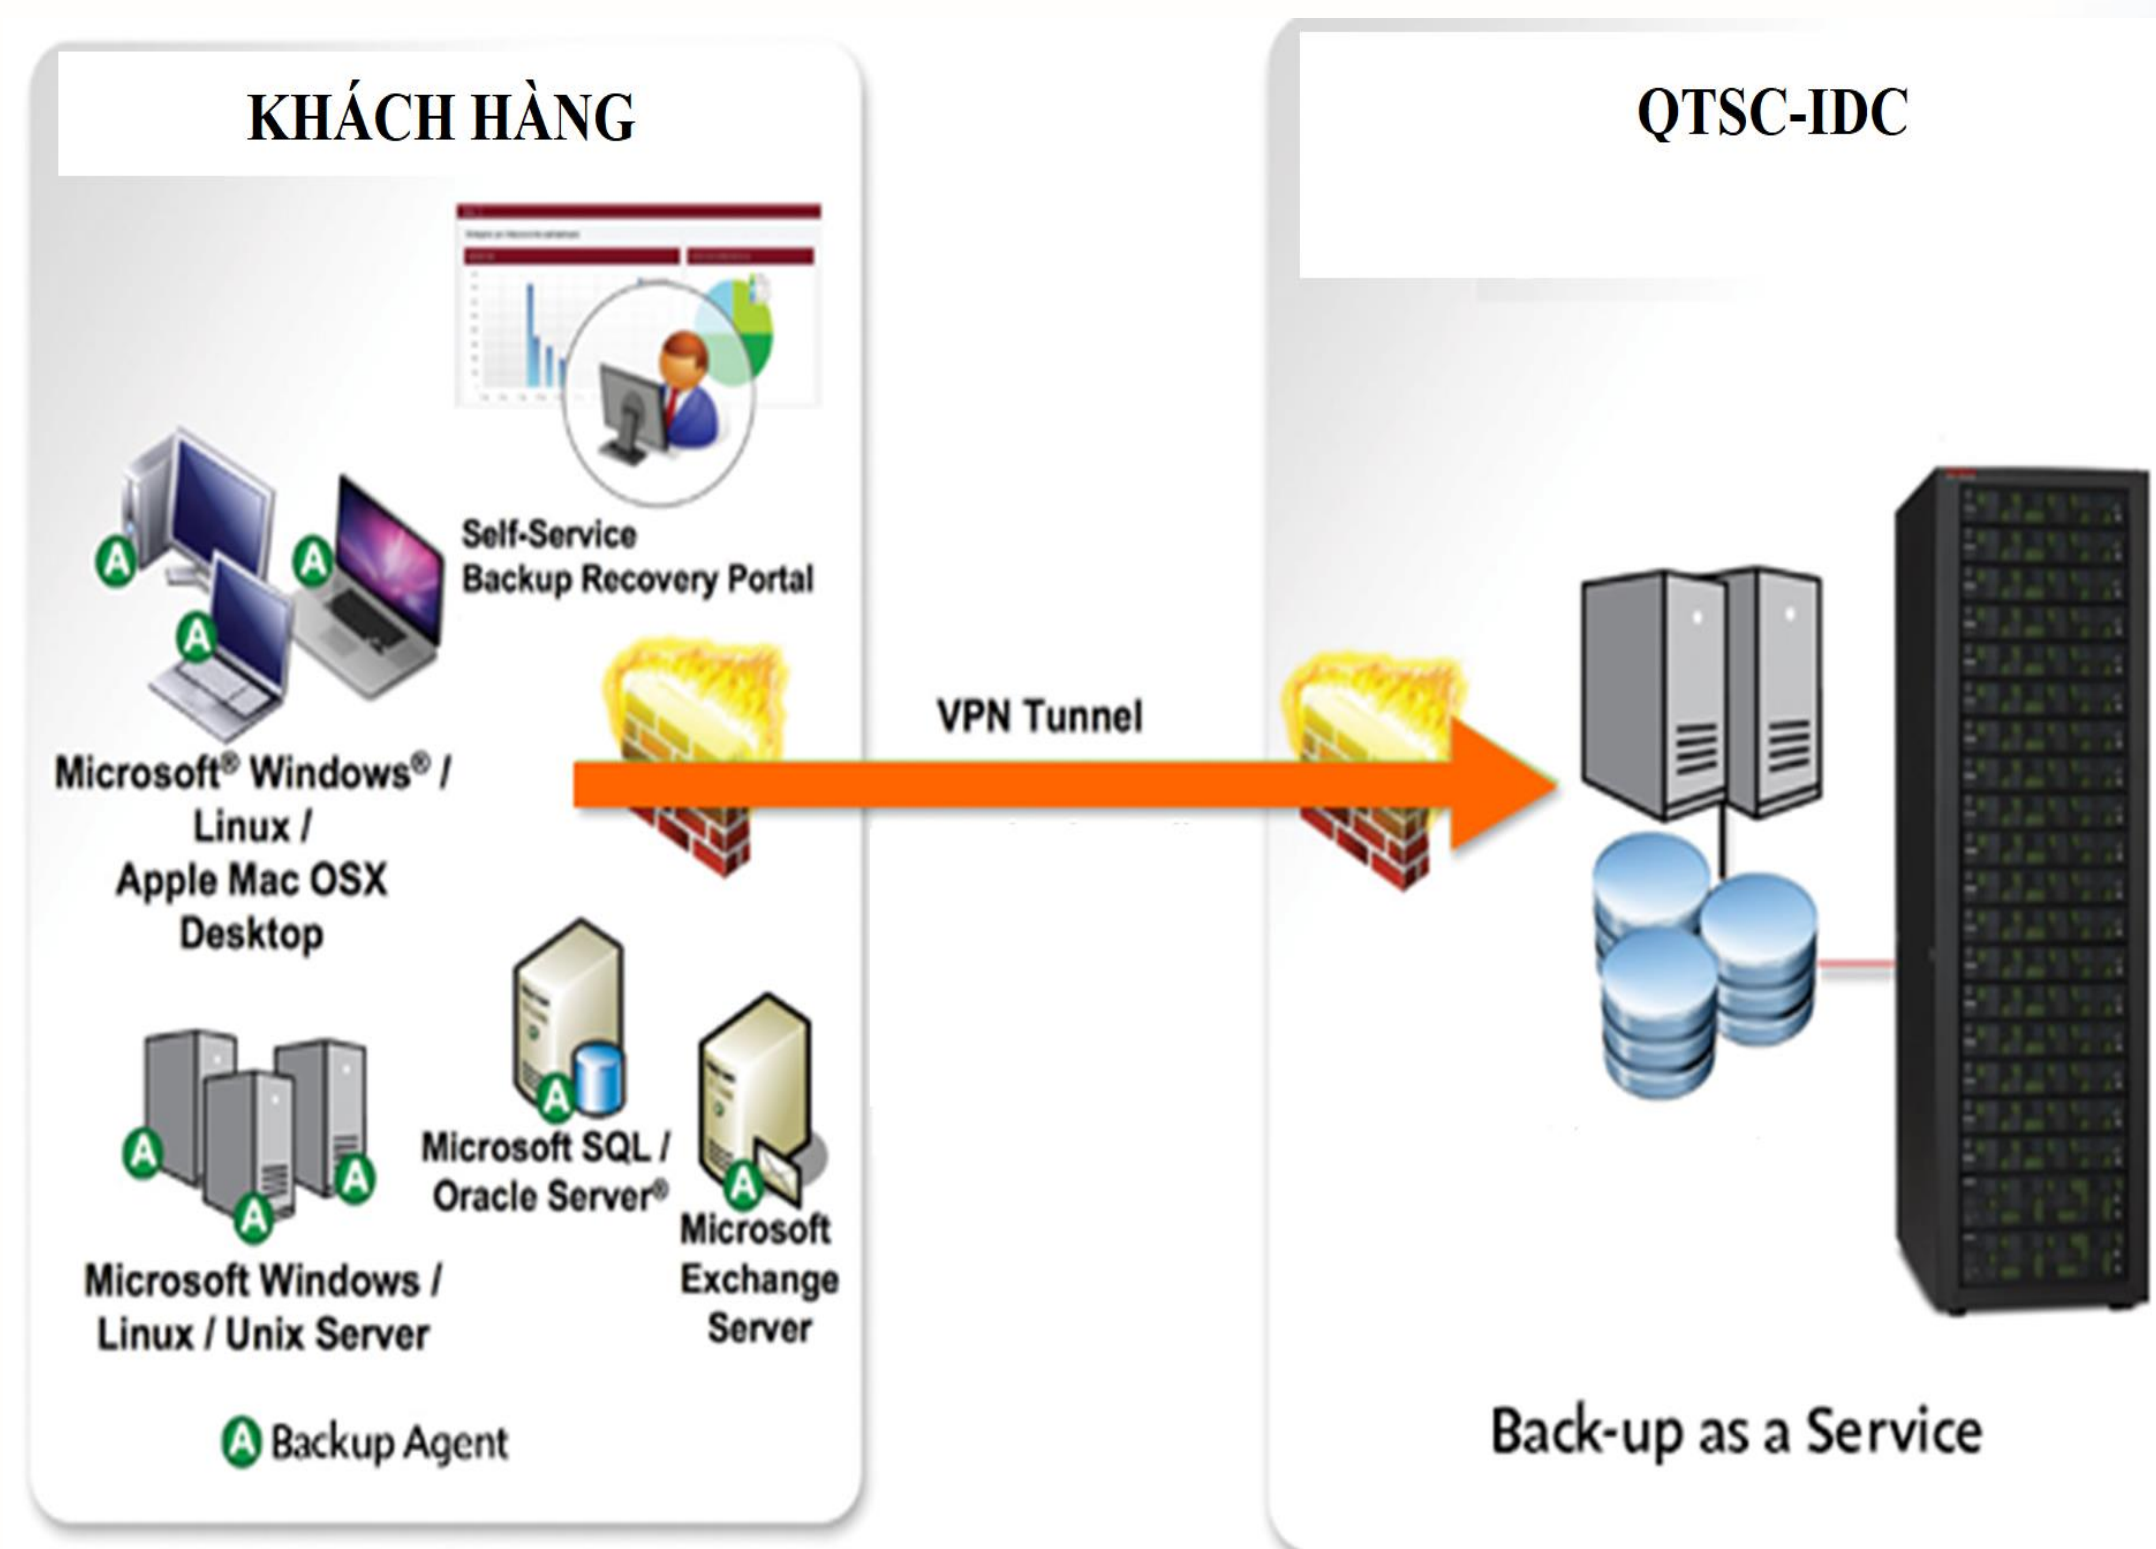 KHÁCH HÀNG
QTSC-IDC
Self-Service
Backup Recovery Portal
VPN Tunnel
Microsoft® Windows® /
Linux /
Apple Mac OSX
Desktop
Microsoft SQL /
Oracle Server®
Microsoft
Exchange
Server
Microsoft Windows /
Linux / Unix Server
A Backup Agent
Back-up as a Service
A
A
A
A
A
A
A
A